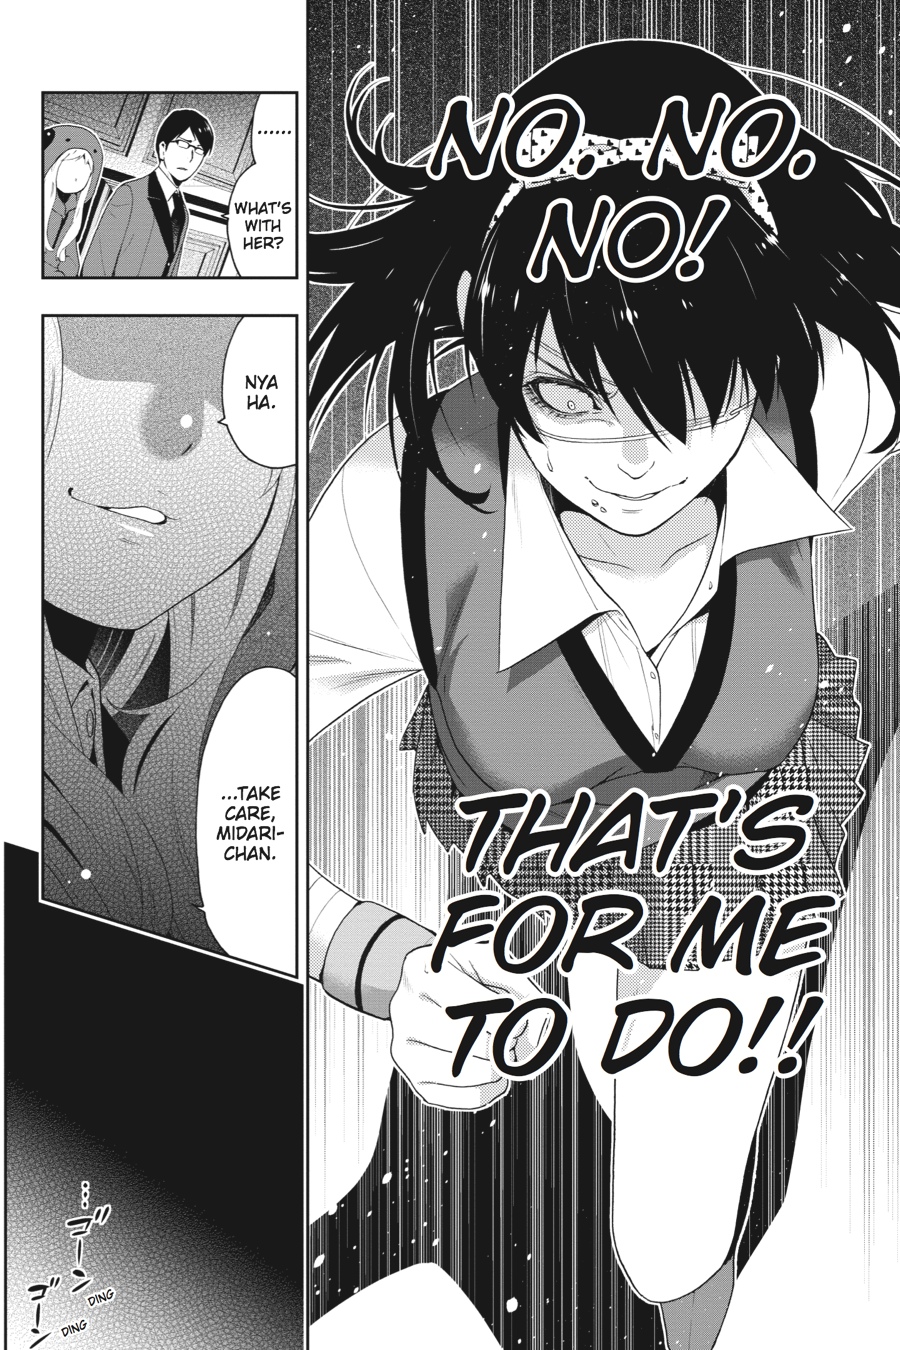 NO. NO.
NO!
THAT'S
FOR ME
TO DO!!
......
WHAT'S
WITH
HER?
NYA
HA.
...TAKE
CARE,
MIDARI-
CHAN.
…ゴーン
ゴーン
DING
DING